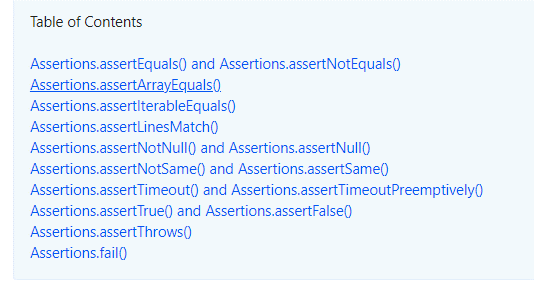 Table of Contents
Assertions.assertEquals() and Assertions.assertNotEquals()
Assertions.assertArrayEquals()
Assertions.assertIterableEquals()
Assertions.assertLinesMatch()
Assertions.assertNotNull() and Assertions.assertNull()
Assertions.assertNotSame() and Assertions.assertSame()
Assertions.assertTimeout() and Assertions.assertTimeoutPreemptively()
Assertions.assertTrue() and Assertions.assertFalse()
Assertions.assertThrows()
Assertions.fail()